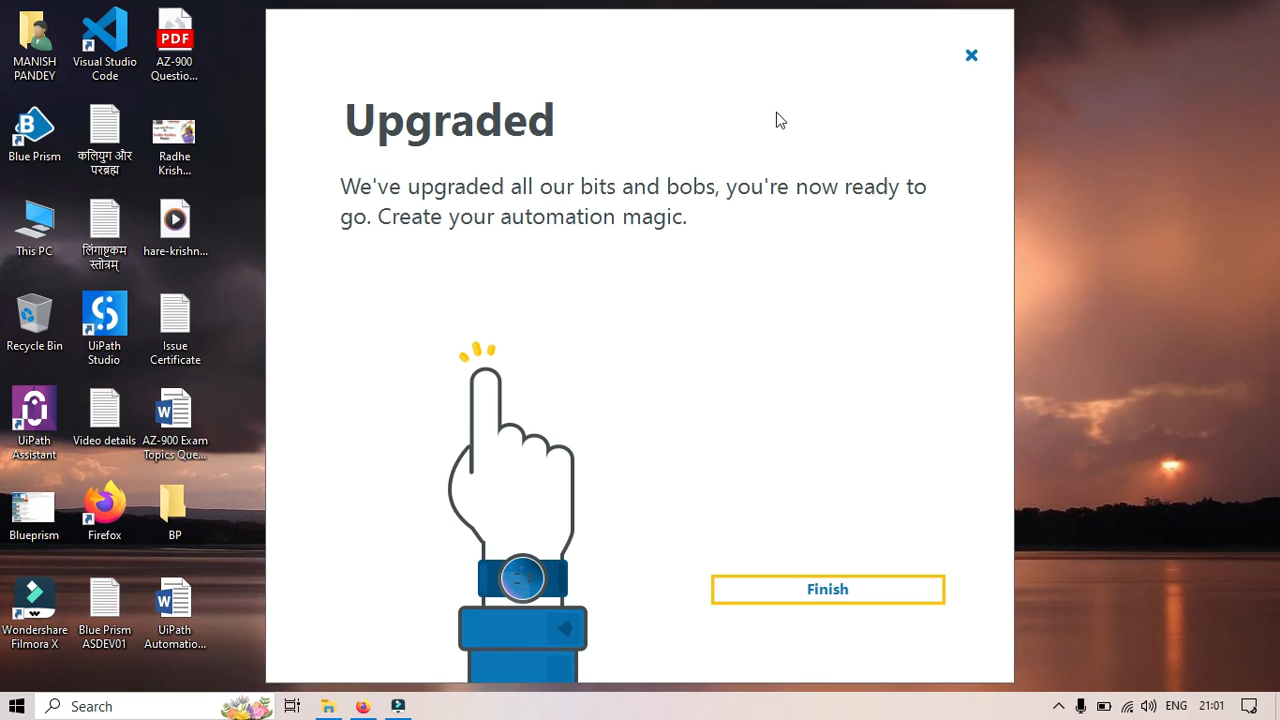 MANISH
PANDEY
Visual Studio
Code
PDF
AZ-900
Questio...
Blue Prism
कलियुग और
परब्रह्म
Radhe
Krish...
This PC
लिंगाष्टकम
स्तोत्रम्
hare-krishn...
Recycle Bin
UiPath
Studio
Issue
Certificate
UiPath
Assistant
Video details
AZ-900 Exam
Topics Que...
Blueprism
Firefox
BP
Wondershare
Filmora X
Blue Prism
ASDEV01
UiPath
Automatio...
Upgraded
We've upgraded all our bits and bobs, you're now ready to
go. Create your automation magic.
Finish
Search
ENG
21:01